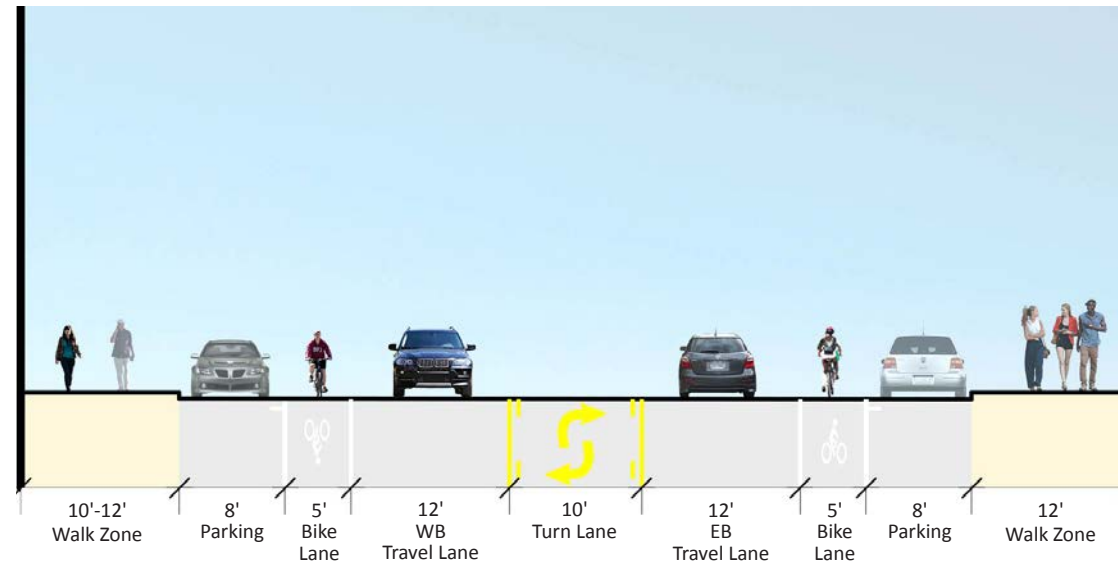 10'-12'
Walk Zone
8'
Parking
5'
Bike
Lane
12'
WB
Travel Lane
10'
Turn Lane
12'
EB
Travel Lane
5'
Bike
Lane
8'
Parking
12'
Walk Zone